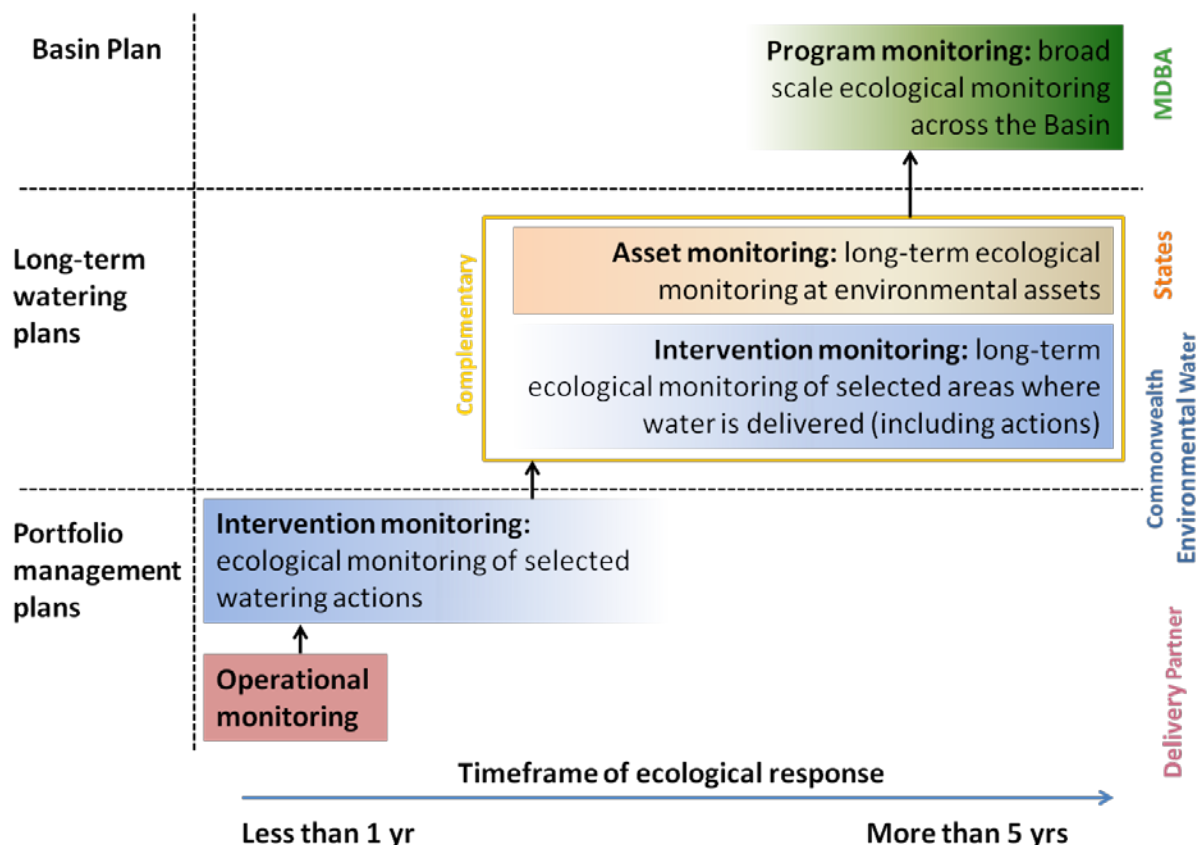 Basin Plan
Program monitoring: broad
scale ecological monitoring
across the Basin
MDBA
Long-term
watering
plans
Complementary
Asset monitoring: long-term ecological
monitoring at environmental assets
States
Intervention monitoring: long-term
ecological monitoring of selected areas where
water is delivered (including actions)
Commonwealth
Environmental Water
Portfolio
management
plans
Intervention monitoring:
ecological monitoring of selected
watering actions
Operational
monitoring
Delivery Partner
Timeframe of ecological response
Less than 1 yr
More than 5 yrs